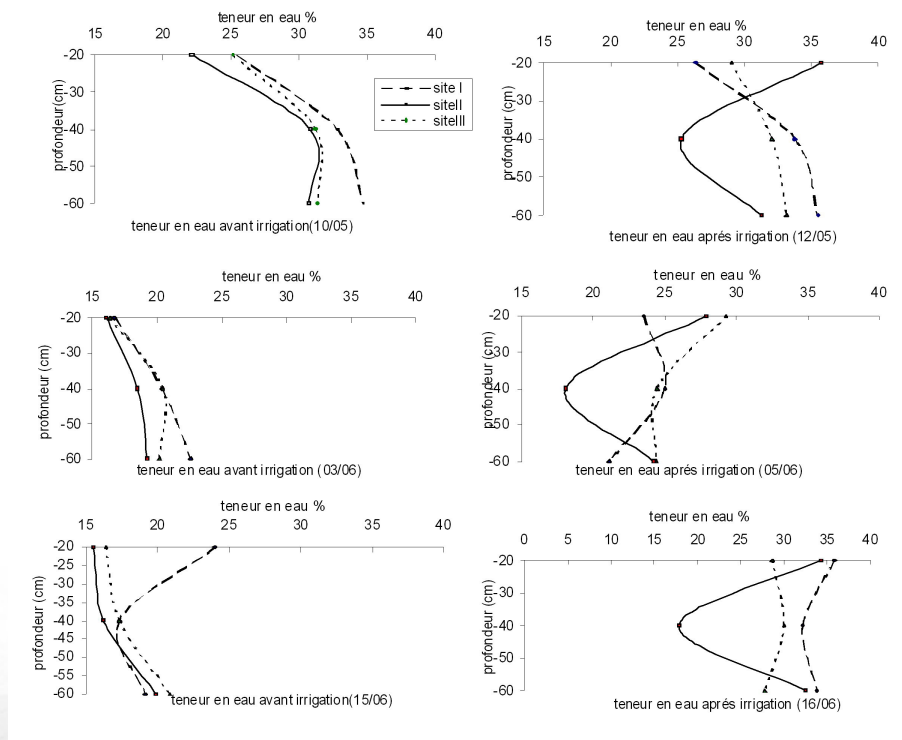 teneur en eau %
15 20 25 30 35 40
-20
-30
-40
-50
-60
profondeur(cm)
site I
siteII
siteIII
teneur en eau avant irrigation(10/05)
teneur en eau %
15 20 25 30 35 40
-20
-30
-40
-50
-60
profondeur (cm)
teneur en eau aprés irrigation (12/05)
teneur en eau %
15 20 25 30 35 40
-20
-30
-40
-50
-60
profondeur (cm)
teneur en eau avant irrigation (03/06)
teneur en eau %
15 20 25 30 35 40
-20
-30
-40
-50
-60
profondeur (cm)
teneur en eau aprés irrigation (05/06)
teneur en eau %
15 20 25 30 35 40
-20
-25
-30
-35
-40
-45
-50
-55
-60
profondeur (cm)
teneur en eau avant irrigation(15/06)
teneur en eau %
0 5 10 15 20 25 30 35 40
-20
-30
-40
-50
-60
profondeur (cm)
teneur en eau aprés irrigation (16/06)